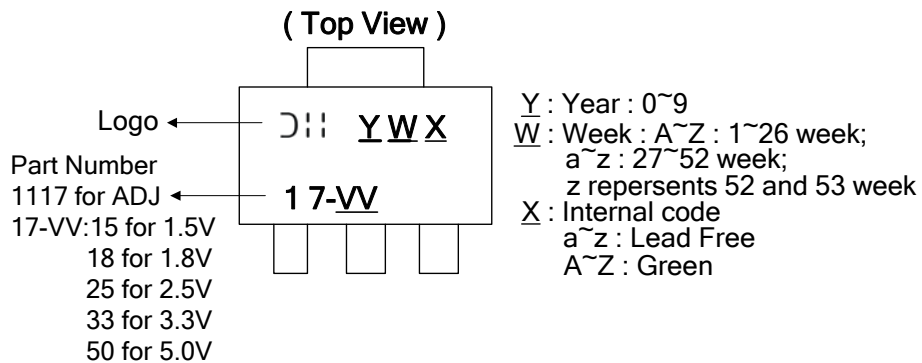 ( Top View )
Logo
Y W X
Part Number
1117 for ADJ
17-VV
17-VV:15 for 1.5V
18 for 1.8V
25 for 2.5V
33 for 3.3V
50 for 5.0V
Y : Year : 0~9
W : Week : A~Z : 1~26 week;
a~z : 27~52 week;
z repersents 52 and 53 week
X : Internal code
a~z : Lead Free
A~Z : Green